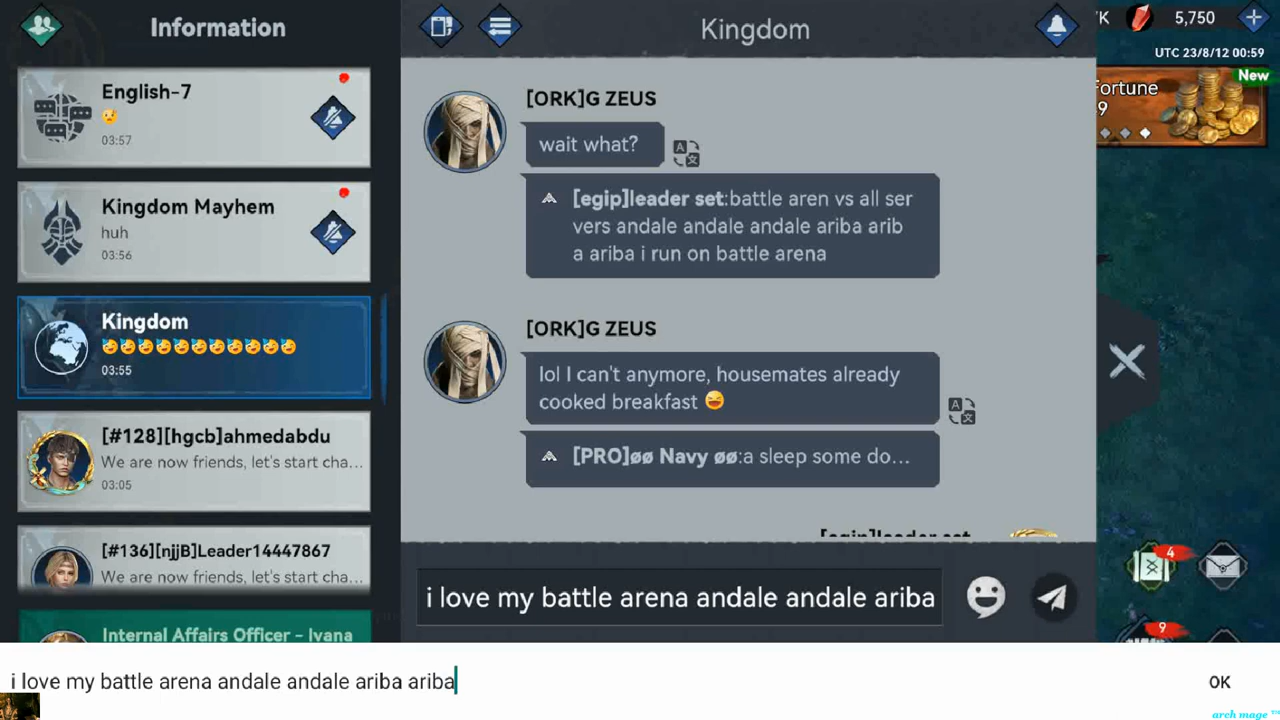 Information
English-7
03:57
Kingdom Mayhem
huh
03:56
Kingdom
03:55
[#128][hgcb]ahmedabdu
We are now friends, let's start cha...
03:05
[#136][njjB]Leader14447867
We are now friends, let's start cha...
Internal Affairs Officer - Ivana
Kingdom
[ORK]G ZEUS
wait what?
[egip]leader set:battle aren vs all ser
vers andale andale andale ariba arib
a ariba i run on battle arena
[ORK]G ZEUS
lol I can't anymore, housemates already
cooked breakfast
[PRO]øø Navy øø:a sleep some do...
[egip]leader set
i love my battle arena andale andale ariba
K
5,750
UTC 23/8/12 00:59
New
Fortune
9
4
9
i love my battle arena andale andale ariba ariba
OK
arch mage ™